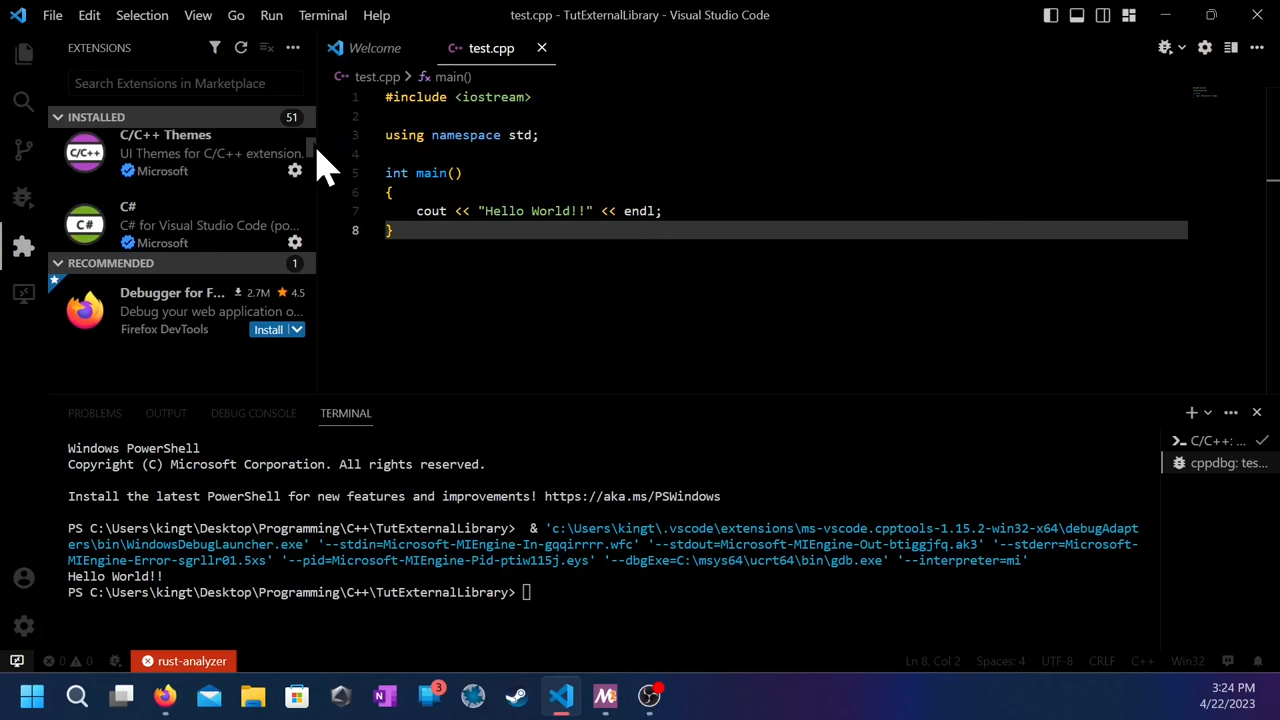 File Edit Selection View Go Run Terminal Help
test.cpp - TutExternalLibrary - Visual Studio Code
EXTENSIONS
Search Extensions in Marketplace
INSTALLED 51
C/C++
C/C++ Themes
UI Themes for C/C++ extension.
Microsoft
C#
C#
C# for Visual Studio Code (po...
Microsoft
RECOMMENDED 1
Debugger for F... 2.7M 4.5
Debug your web application o...
Firefox DevTools Install
Welcome test.cpp
test.cpp > main()
1 #include <iostream>
2
3 using namespace std;
4
5 int main()
6 {
7 cout << "Hello World!!" << endl;
8 }
PROBLEMS OUTPUT DEBUG CONSOLE TERMINAL
Windows PowerShell
Copyright (C) Microsoft Corporation. All rights reserved.
Install the latest PowerShell for new features and improvements! https://aka.ms/PSWindows
PS C:\Users\kingt\Desktop\Programming\C++\TutExternalLibrary>  & 'c:\Users\kingt\.vscode\extensions\ms-vscode.cpptools-1.15.2-win32-x64\debugAdapt
ers\bin\WindowsDebugLauncher.exe' '--stdin=Microsoft-MIEngine-In-gqqirrrr.wfc' '--stdout=Microsoft-MIEngine-Out-btiggjfq.ak3' '--stderr=Microsoft-
MIEngine-Error-sgrllr01.5xs' '--pid=Microsoft-MIEngine-Pid-ptiw115j.eys' '--dbgExe=C:\msys64\ucrt64\bin\gdb.exe' '--interpreter=mi'
Hello World!!
PS C:\Users\kingt\Desktop\Programming\C++\TutExternalLibrary>
C/C++: ...
cppdbg: tes...
0 0 rust-analyzer
Ln 8, Col 2 Spaces: 4 UTF-8 CRLF C++ Win32
3
3:24 PM
4/22/2023